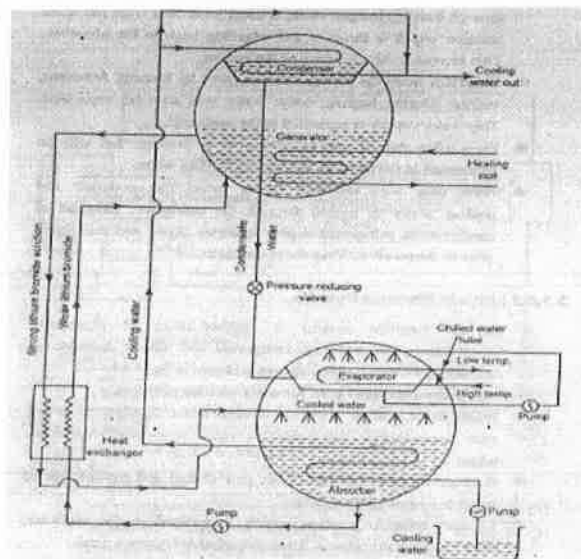 Condenser
Cooling
water out
Generator
Heating
coil
Strong lithium bromide solution
Weak lithium bromide
Cooling water
Condensate
Water
Pressure reducing
valve
Chilled water
tube
Low temp.
Evaporator
High temp
Cooled water
Pump
Heat
exchanger
Absorber
Pump
Pump
Cooling
water